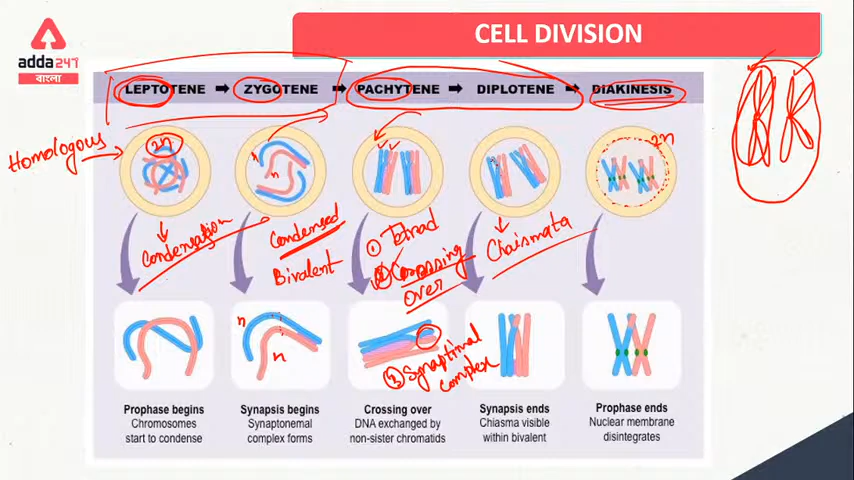 CELL DIVISION
adda247
বাংলা
LEPTOTENE ZYGOTENE PACHYTENE DIPLOTENE DIAKINESIS
Homologous
2n
n
n
2n
Condensation
Condensed
Bivalent
① Tetrad
② Crossing
over
Chaismata
n
n
③ Synaptimal
complex
Prophase begins
Chromosomes
start to condense
Synapsis begins
Synaptonemal
complex forms
Crossing over
DNA exchanged by
non-sister chromatids
Synapsis ends
Chiasma visible
within bivalent
Prophase ends
Nuclear membrane
disintegrates